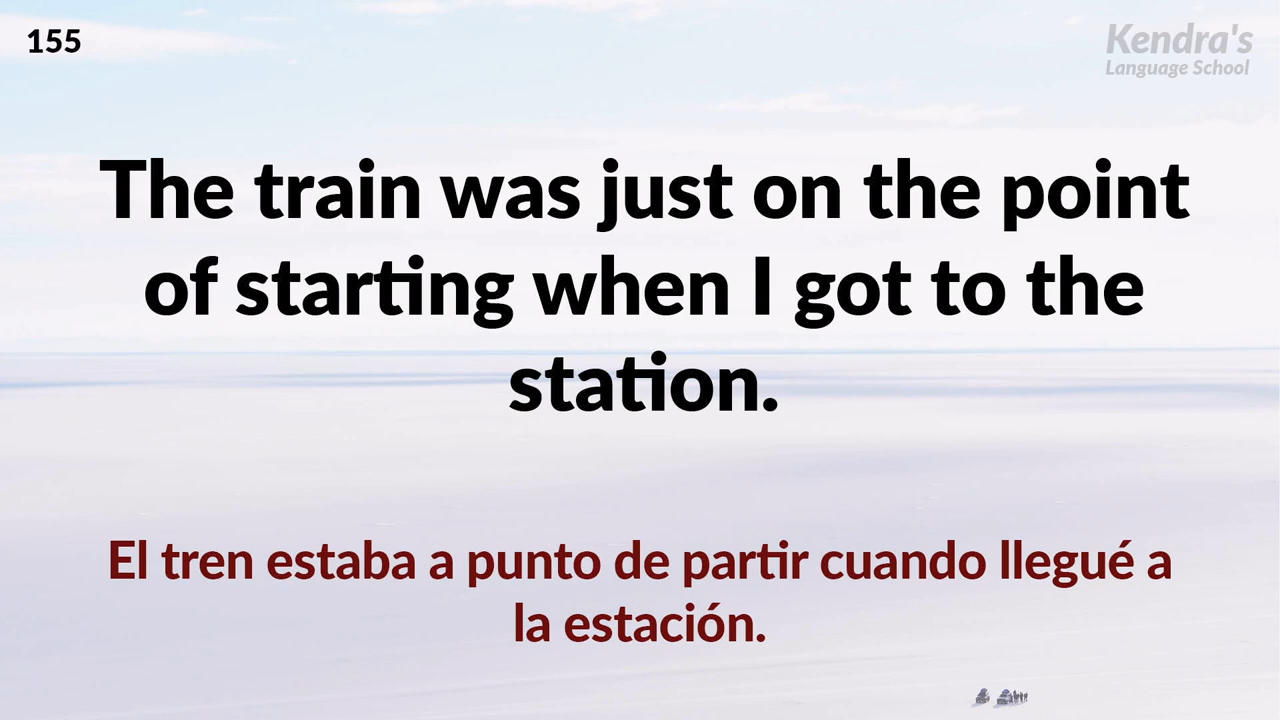 155
Kendra's
Language School
The train was just on the point
of starting when I got to the
station.
El tren estaba a punto de partir cuando llegué a
la estación.